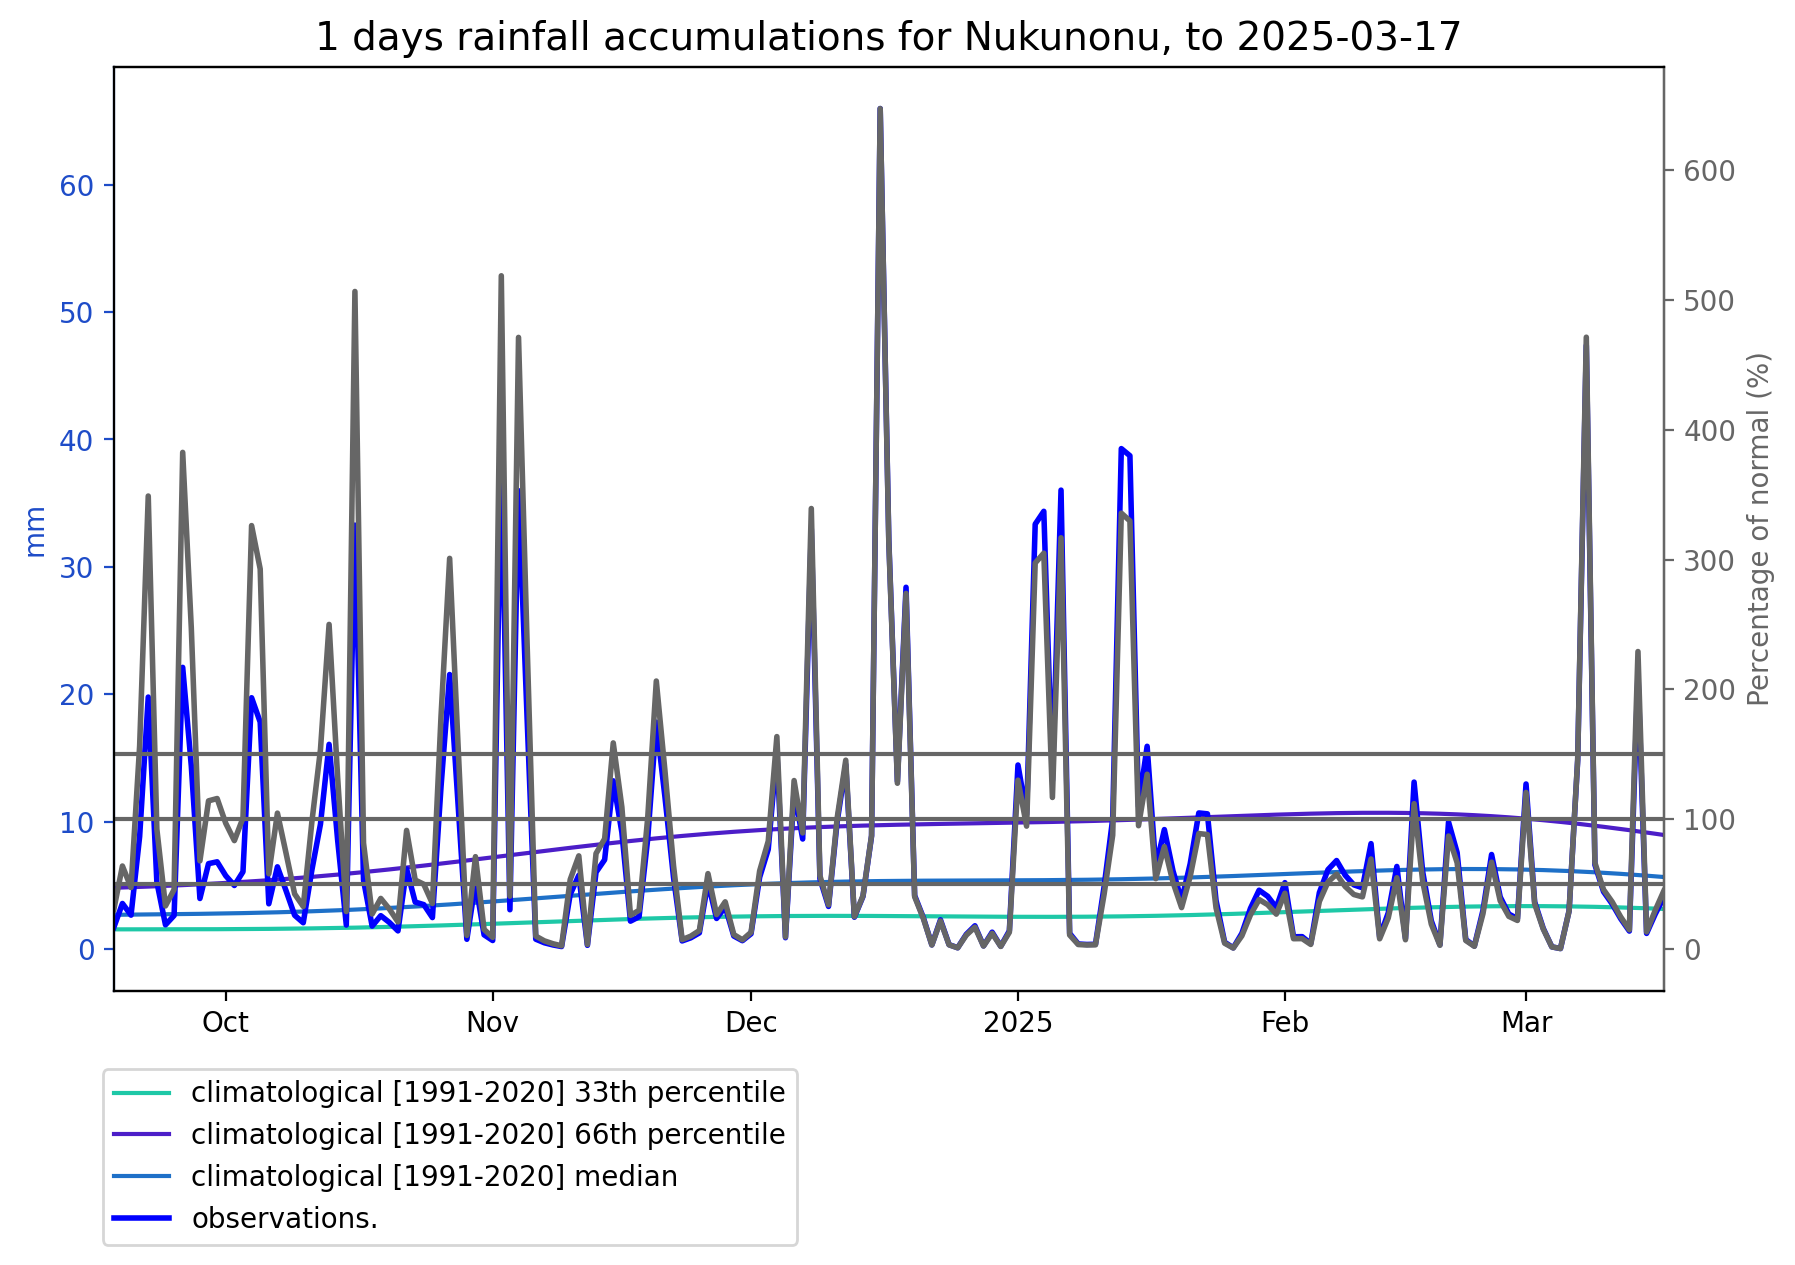 1 days rainfall accumulations for Nukunonu, to 2025-03-17
mm
60
50
40
30
20
10
0
600
500
400
300
200
100
0
Percentage of normal (%)
Oct Nov Dec 2025 Feb Mar
climatological [1991-2020] 33th percentile
climatological [1991-2020] 66th percentile
climatological [1991-2020] median
observations.